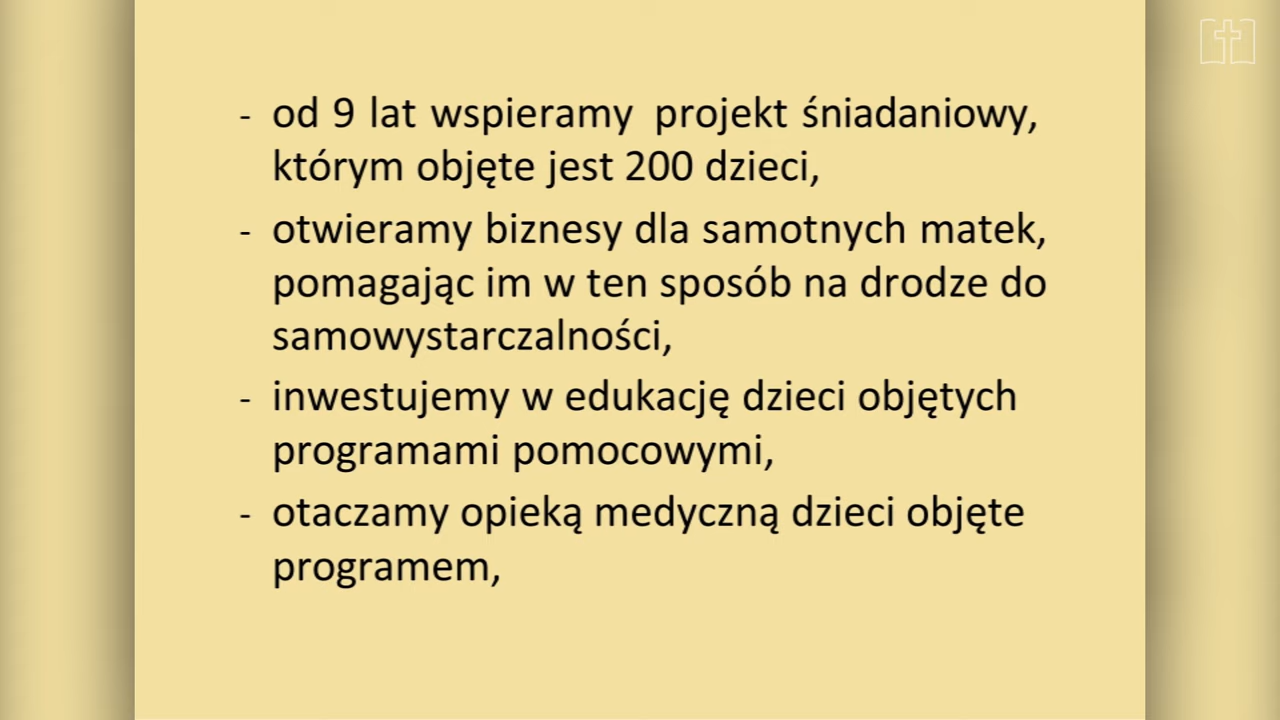 - od 9 lat wspieramy projekt śniadaniowy,
którym objęte jest 200 dzieci,
- otwieramy biznesy dla samotnych matek,
pomagając im w ten sposób na drodze do
samowystarczalności,
- inwestujemy w edukację dzieci objętych
programami pomocowymi,
- otaczamy opieką medyczną dzieci objęte
programem,